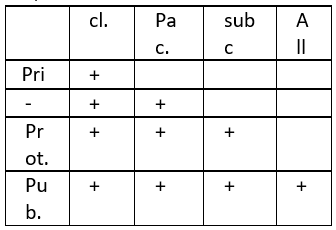 cl. Pa sub A
c. c ll
Pri +
- + +
Pr + + +
ot.
Pu + + + +
b.